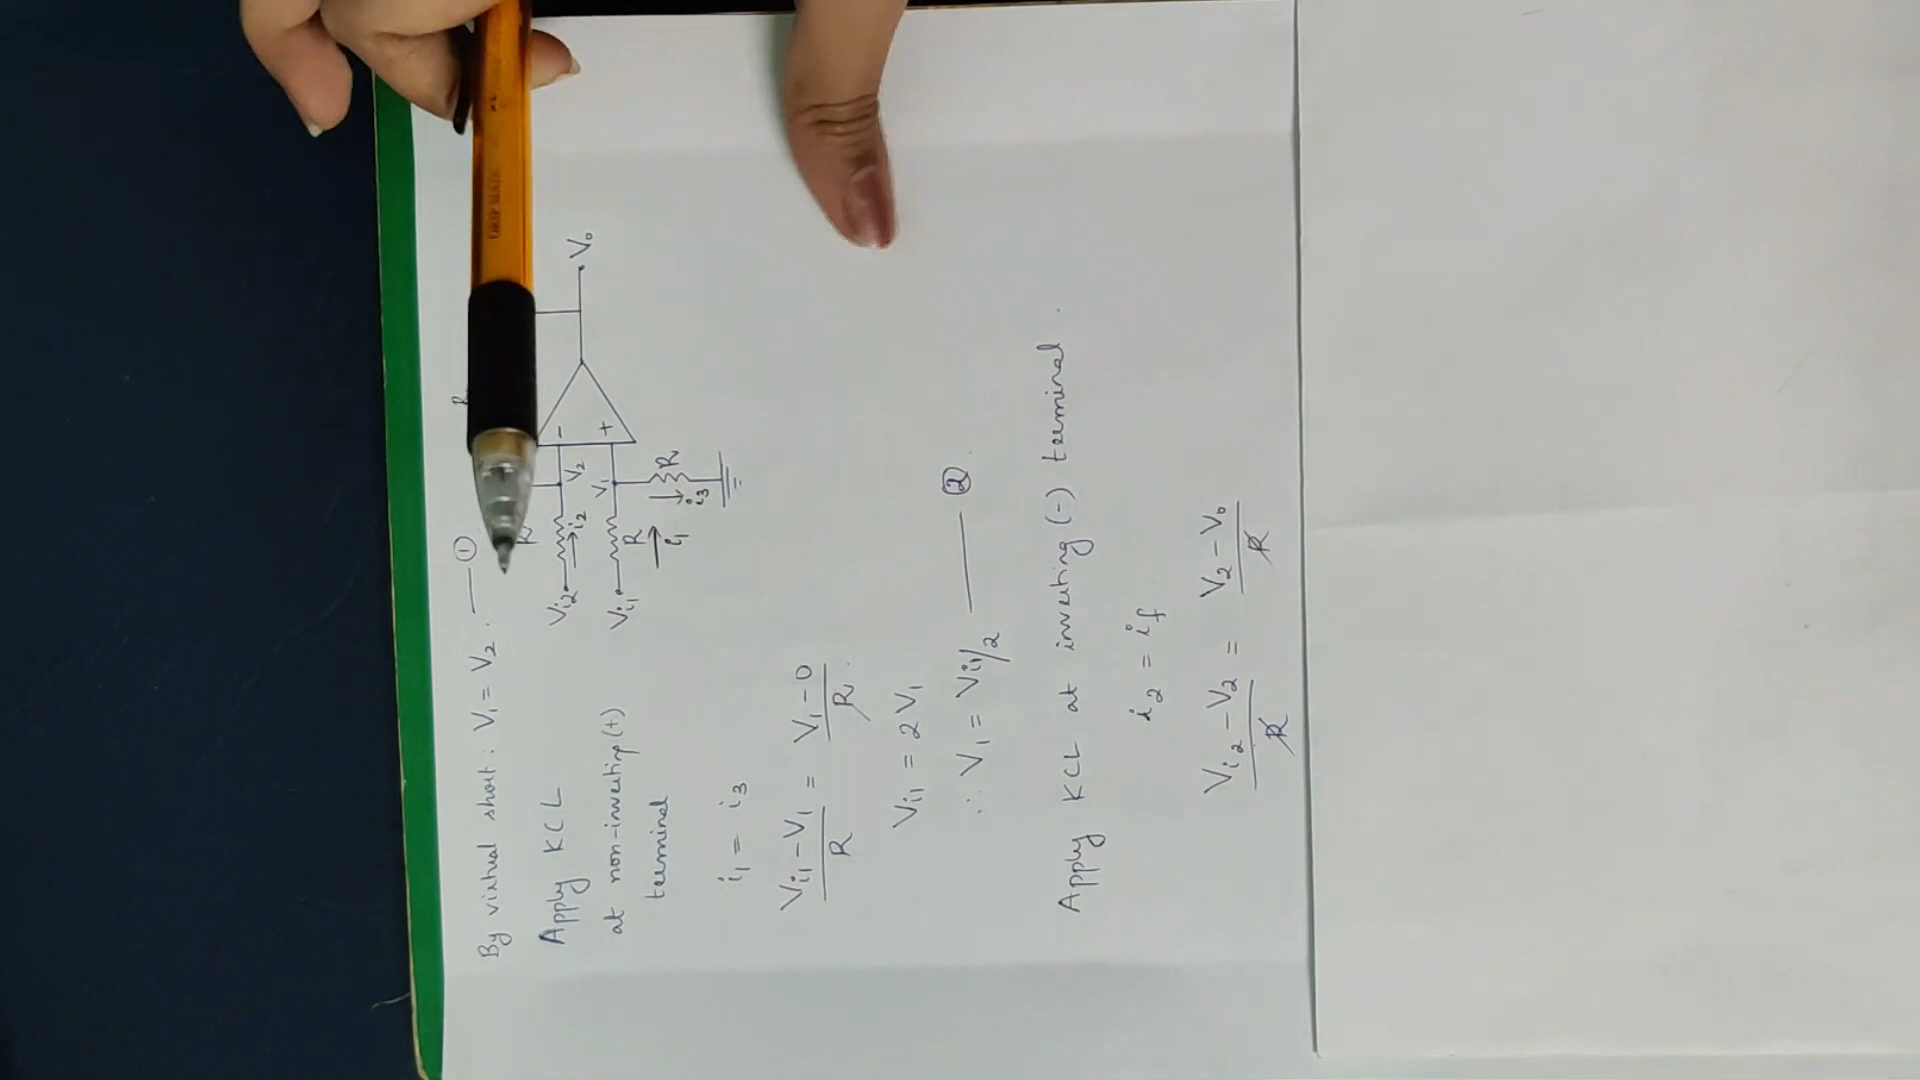 By virtual short : V₁ = V₂ . —— ①
Apply KCL
at non-inverting (+)
terminal
i₁ = i₃
Vi₁ - V₁ / R = V₁ - 0 / R .
Vi₁ = 2V₁
∴ V₁ = Vi₁/2 —— ② .
Apply KCL at inverting (-) terminal .
i₂ = i_f
Vi₂ - V₂ / R = V₂ - V₀ / R
R
Vi₂
i₂
V₂
-
V₀
Vi₁
R
i₁
V₁
+
R
i₃